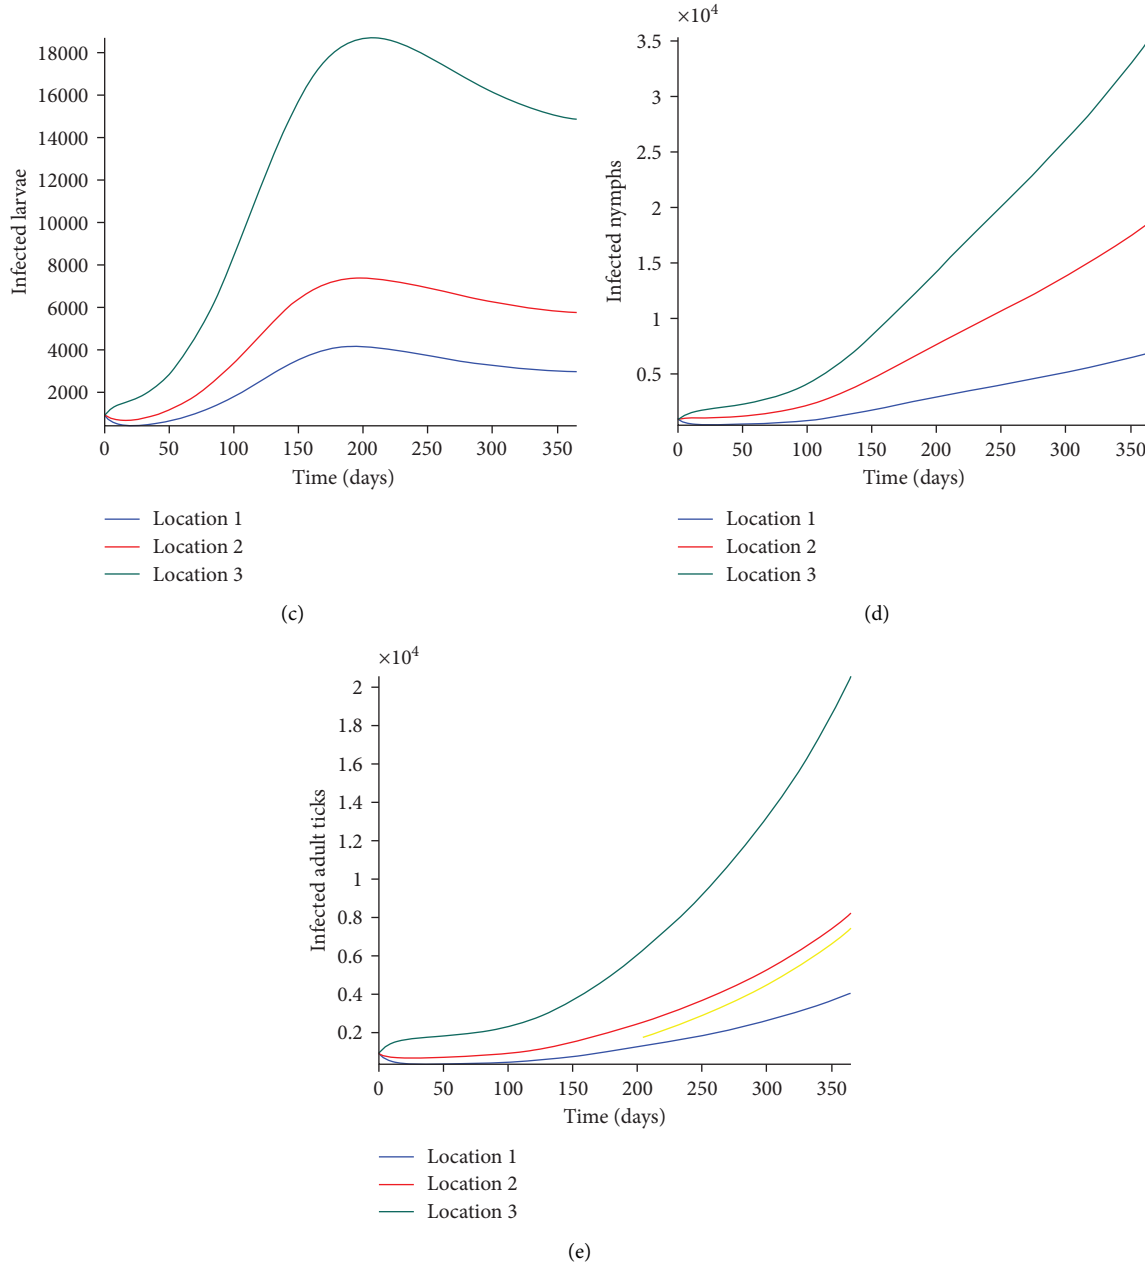 18000
16000
14000
12000
10000
8000
6000
4000
2000
Infected larvae
0 50 100 150 200 250 300 350
Time (days)
Location 1
Location 2
Location 3
(c)
×10⁴
3.5
3
2.5
2
1.5
1
0.5
Infected nymphs
0 50 100 150 200 250 300 350
Time (days)
Location 1
Location 2
Location 3
(d)
×10⁴
2
1.8
1.6
1.4
1.2
1
0.8
0.6
0.4
0.2
Infected adult ticks
0 50 100 150 200 250 300 350
Time (days)
Location 1
Location 2
Location 3
(e)